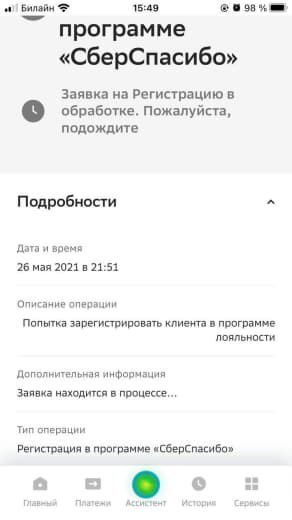 Билайн 15:49 98 %
программе
«СберСпасибо»
Заявка на Регистрацию в
обработке. Пожалуйста,
подождите
Подробности
Дата и время
26 мая 2021 в 21:51
Описание операции
Попытка зарегистрировать клиента в программе
лояльности
Дополнительная информация
Заявка находится в процессе...
Тип операции
Регистрация в программе «СберСпасибо»
Главный Платежи Ассистент История Сервисы